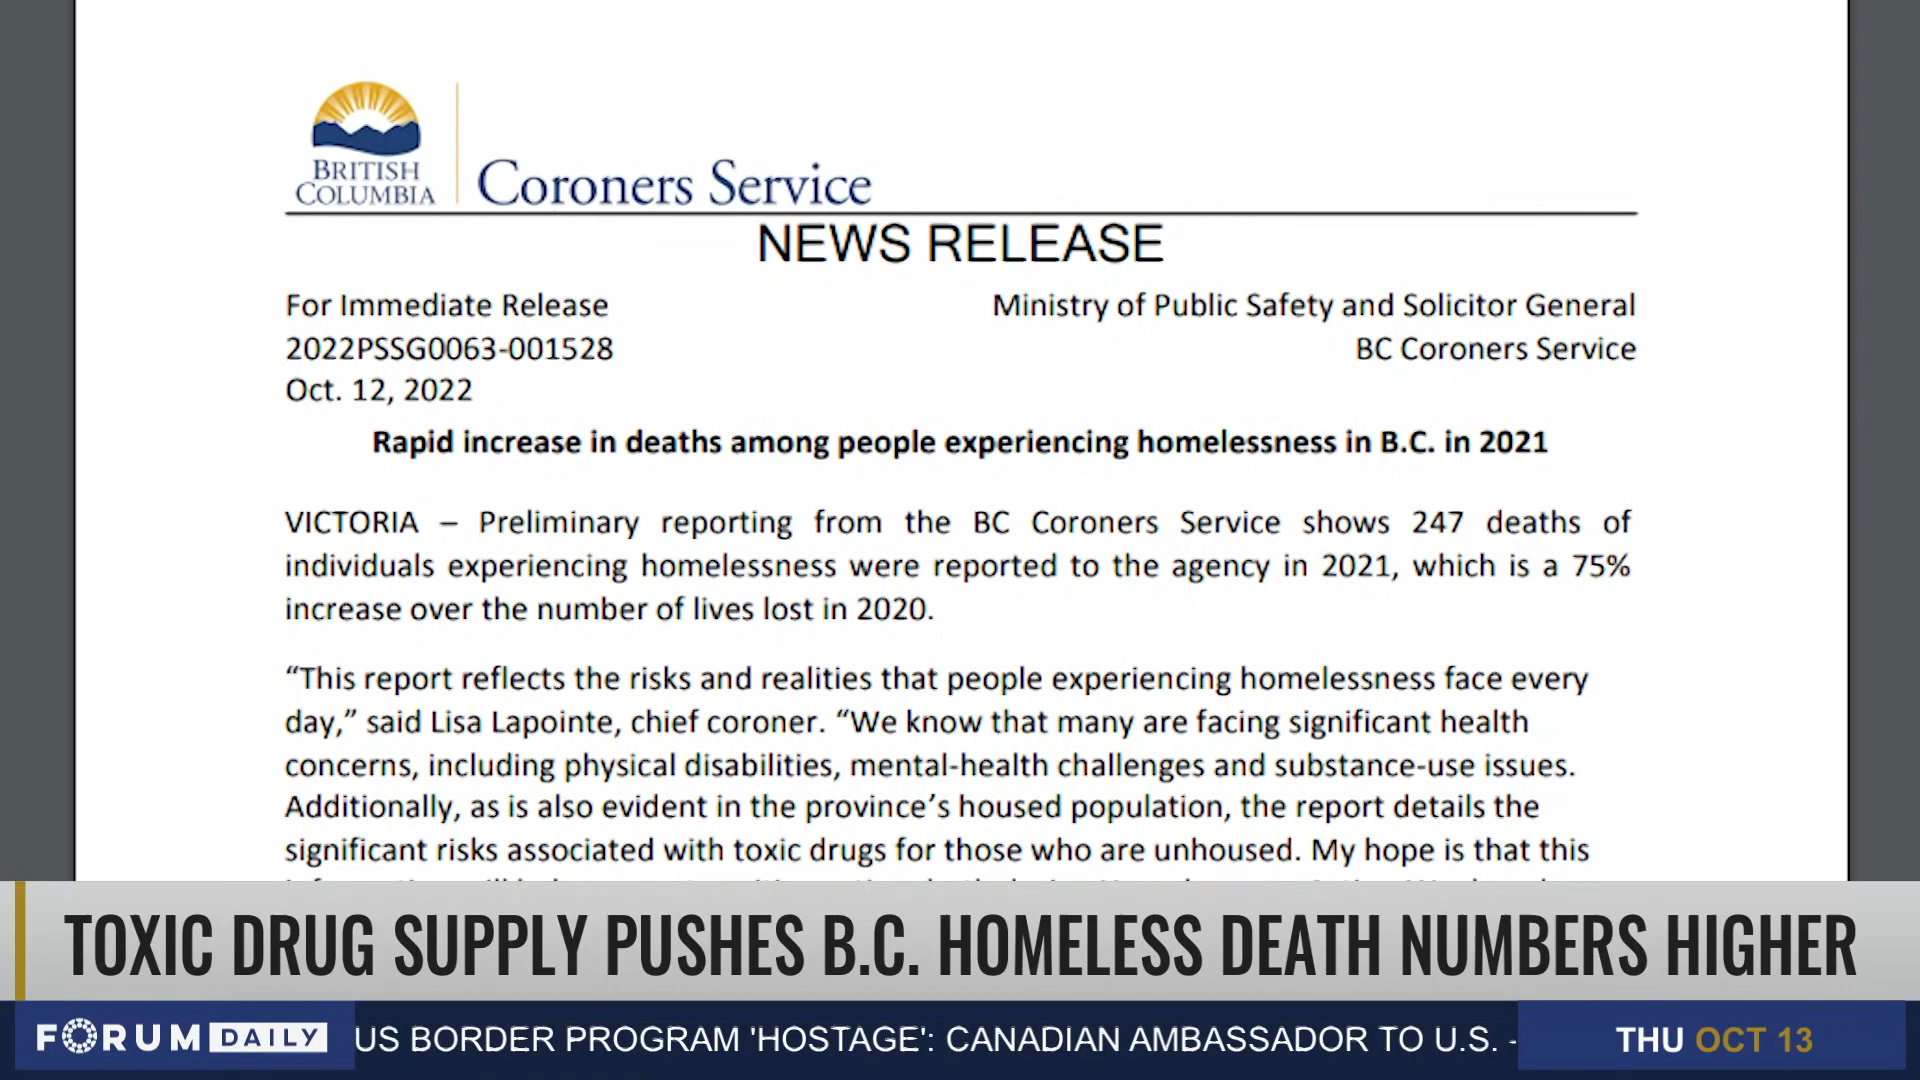 BRITISH
COLUMBIA
Coroners Service
NEWS RELEASE
For Immediate Release
2022PSSG0063-001528
Oct. 12, 2022
Ministry of Public Safety and Solicitor General
BC Coroners Service
Rapid increase in deaths among people experiencing homelessness in B.C. in 2021
VICTORIA – Preliminary reporting from the BC Coroners Service shows 247 deaths of
individuals experiencing homelessness were reported to the agency in 2021, which is a 75%
increase over the number of lives lost in 2020.
“This report reflects the risks and realities that people experiencing homelessness face every
day,” said Lisa Lapointe, chief coroner. “We know that many are facing significant health
concerns, including physical disabilities, mental-health challenges and substance-use issues.
Additionally, as is also evident in the province’s housed population, the report details the
significant risks associated with toxic drugs for those who are unhoused. My hope is that this
TOXIC DRUG SUPPLY PUSHES B.C. HOMELESS DEATH NUMBERS HIGHER
FORUM DAILY
US BORDER PROGRAM 'HOSTAGE': CANADIAN AMBASSADOR TO U.S. -
THU OCT 13